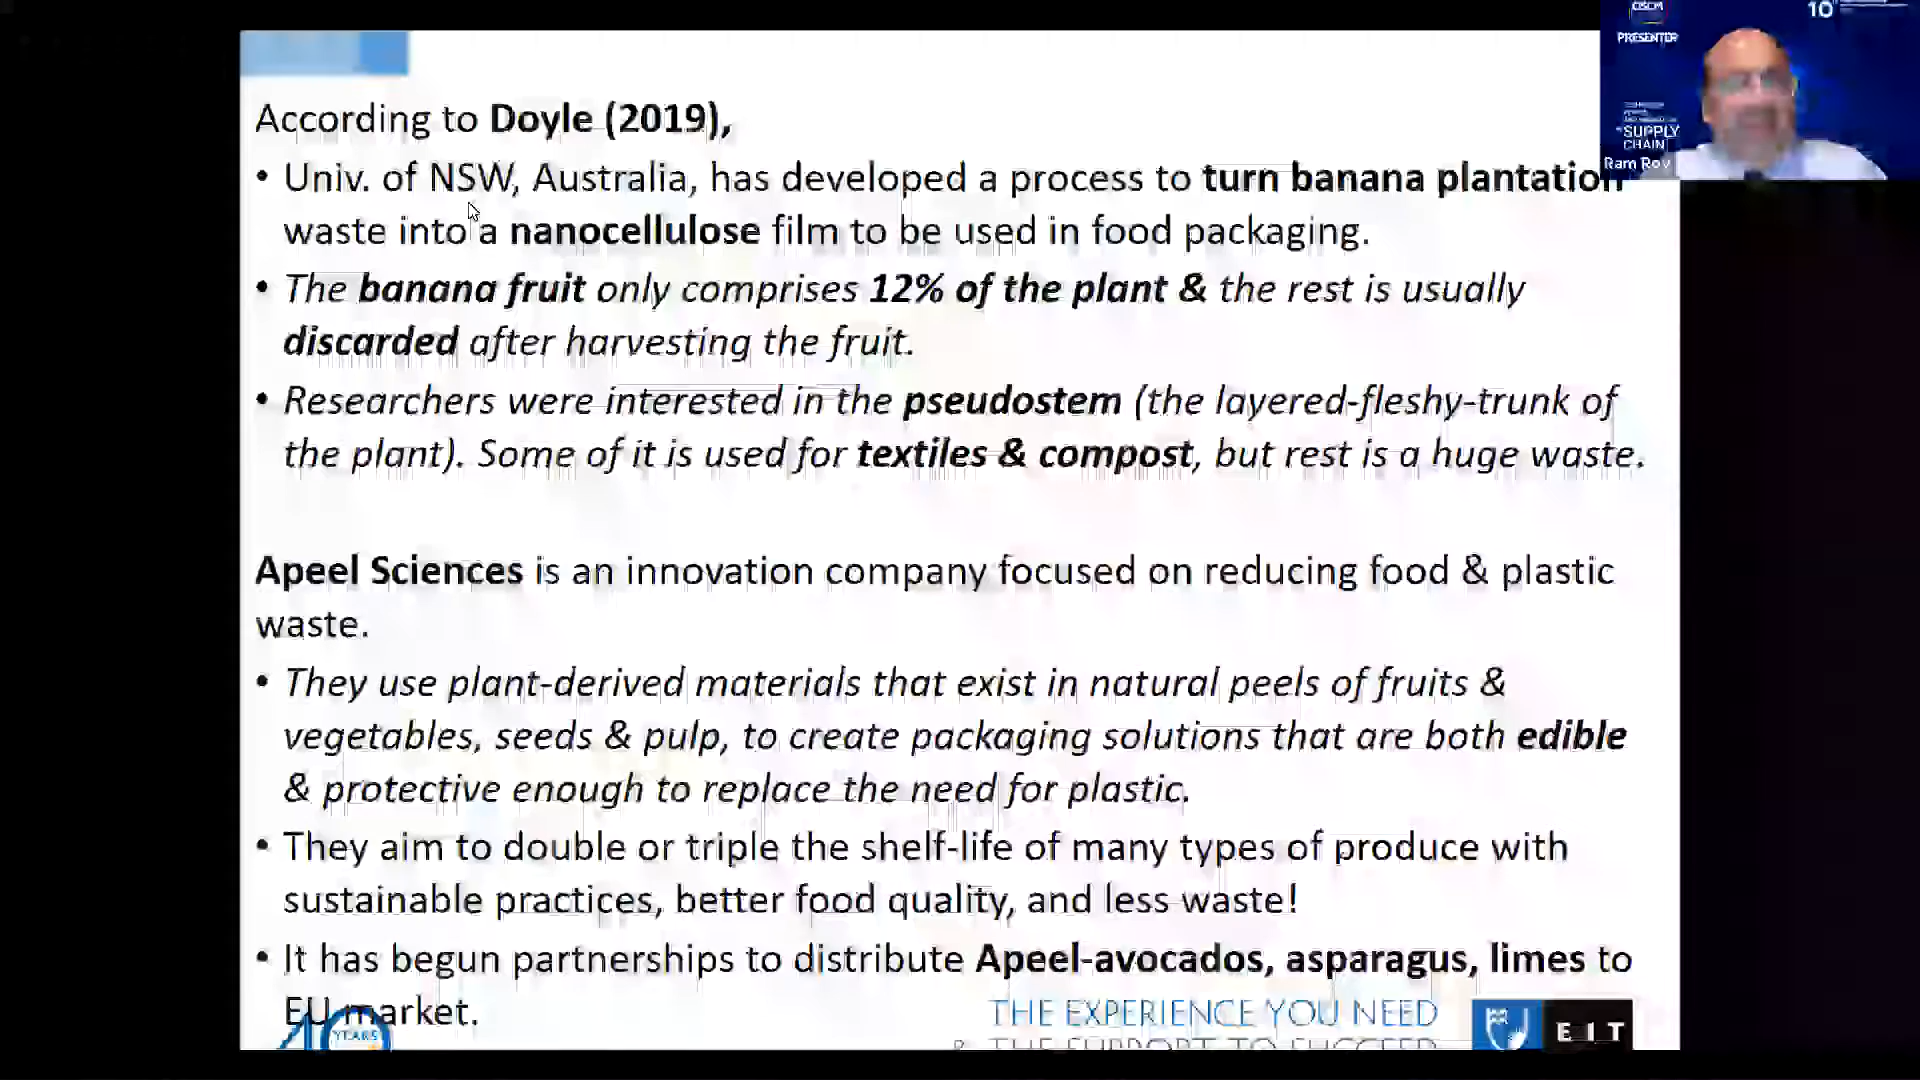 CISCM
10
PRESENTER
SUPPLY
CHAIN
Ram Roy
According to Doyle (2019),
• Univ. of NSW, Australia, has developed a process to turn banana plantation
waste into a nanocellulose film to be used in food packaging.
• The banana fruit only comprises 12% of the plant & the rest is usually
discarded after harvesting the fruit.
• Researchers were interested in the pseudostem (the layered-fleshy-trunk of
the plant). Some of it is used for textiles & compost, but rest is a huge waste.
Apeel Sciences is an innovation company focused on reducing food & plastic
waste.
• They use plant-derived materials that exist in natural peels of fruits &
vegetables, seeds & pulp, to create packaging solutions that are both edible
& protective enough to replace the need for plastic.
• They aim to double or triple the shelf-life of many types of produce with
sustainable practices, better food quality, and less waste!
• It has begun partnerships to distribute Apeel-avocados, asparagus, limes to
EU market.
40 YEARS
THE EXPERIENCE YOU NEED
& THE SUPPORT TO SUCCEED
EIT